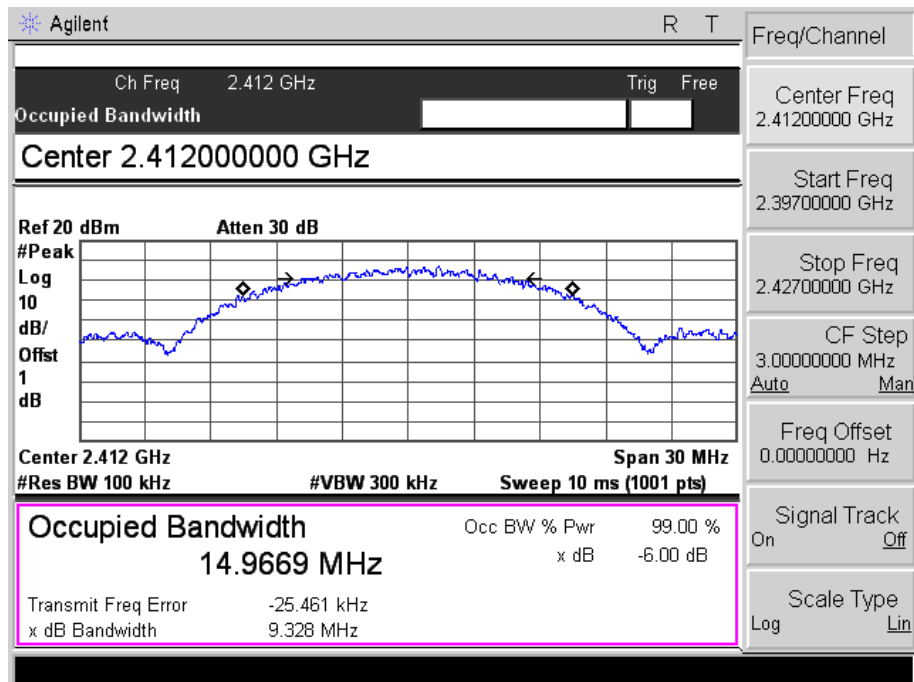 Agilent R T
Ch Freq 2.412 GHz Trig Free
Occupied Bandwidth
Center 2.412000000 GHz
Ref 20 dBm Atten 30 dB
#Peak
Log
10
dB/
Offst
1
dB
Center 2.412 GHz Span 30 MHz
#Res BW 100 kHz #VBW 300 kHz Sweep 10 ms (1001 pts)
Occupied Bandwidth
14.9669 MHz
Occ BW % Pwr 99.00 %
x dB -6.00 dB
Transmit Freq Error -25.461 kHz
x dB Bandwidth 9.328 MHz
Freq/Channel
Center Freq
2.41200000 GHz
Start Freq
2.39700000 GHz
Stop Freq
2.42700000 GHz
CF Step
3.00000000 MHz
Auto Man
Freq Offset
0.00000000 Hz
Signal Track
On Off
Scale Type
Log Lin